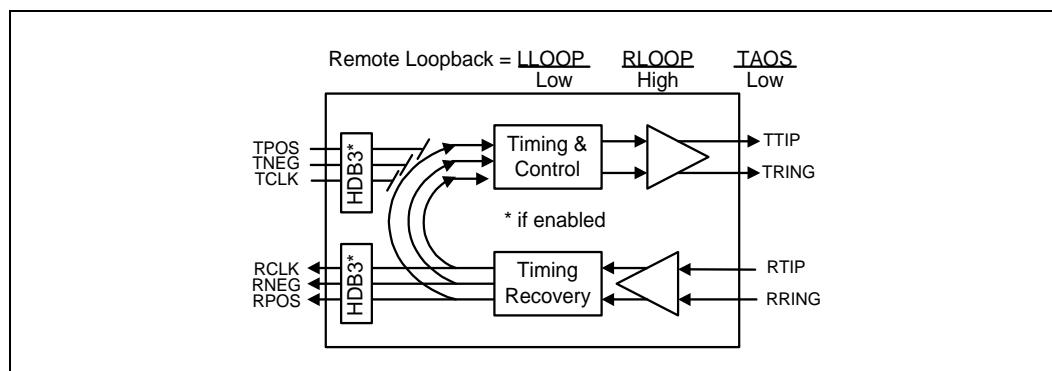 Remote Loopback = LLOOP RLOOP TAOS
Low High Low
TPOS
TNEG
TCLK
HDB3*
Timing &
Control
TTIP
TRING
* if enabled
RCLK
RNEG
RPOS
HDB3*
Timing
Recovery
RTIP
RRING